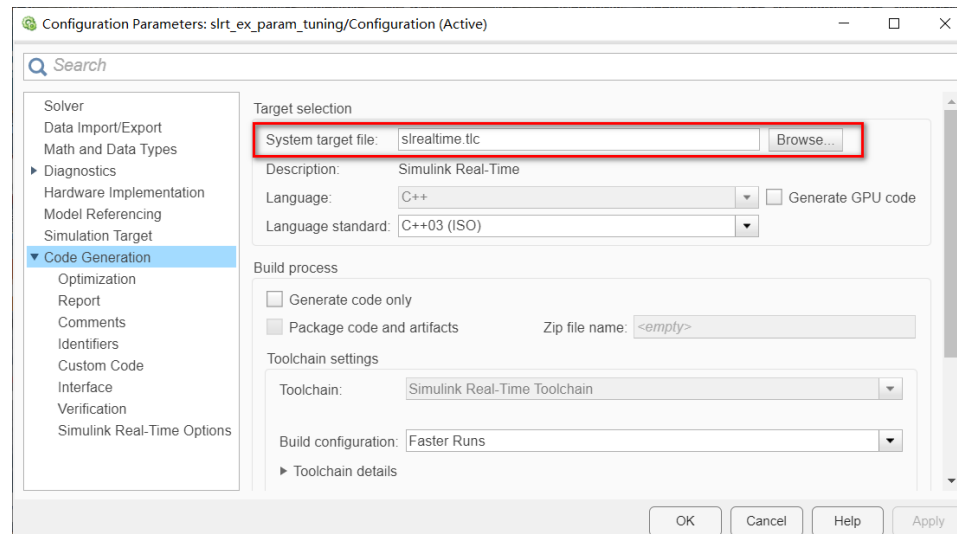 Configuration Parameters: slrt_ex_param_tuning/Configuration (Active)
Search
Solver
Data Import/Export
Math and Data Types
Diagnostics
Hardware Implementation
Model Referencing
Simulation Target
Code Generation
Optimization
Report
Comments
Identifiers
Custom Code
Interface
Verification
Simulink Real-Time Options
Target selection
System target file: slrealtime.tlc Browse...
Description: Simulink Real-Time
Language: C++ Generate GPU code
Language standard: C++03 (ISO)
Build process
Generate code only
Package code and artifacts Zip file name: <empty>
Toolchain settings
Toolchain: Simulink Real-Time Toolchain
Build configuration: Faster Runs
Toolchain details
OK Cancel Help Apply